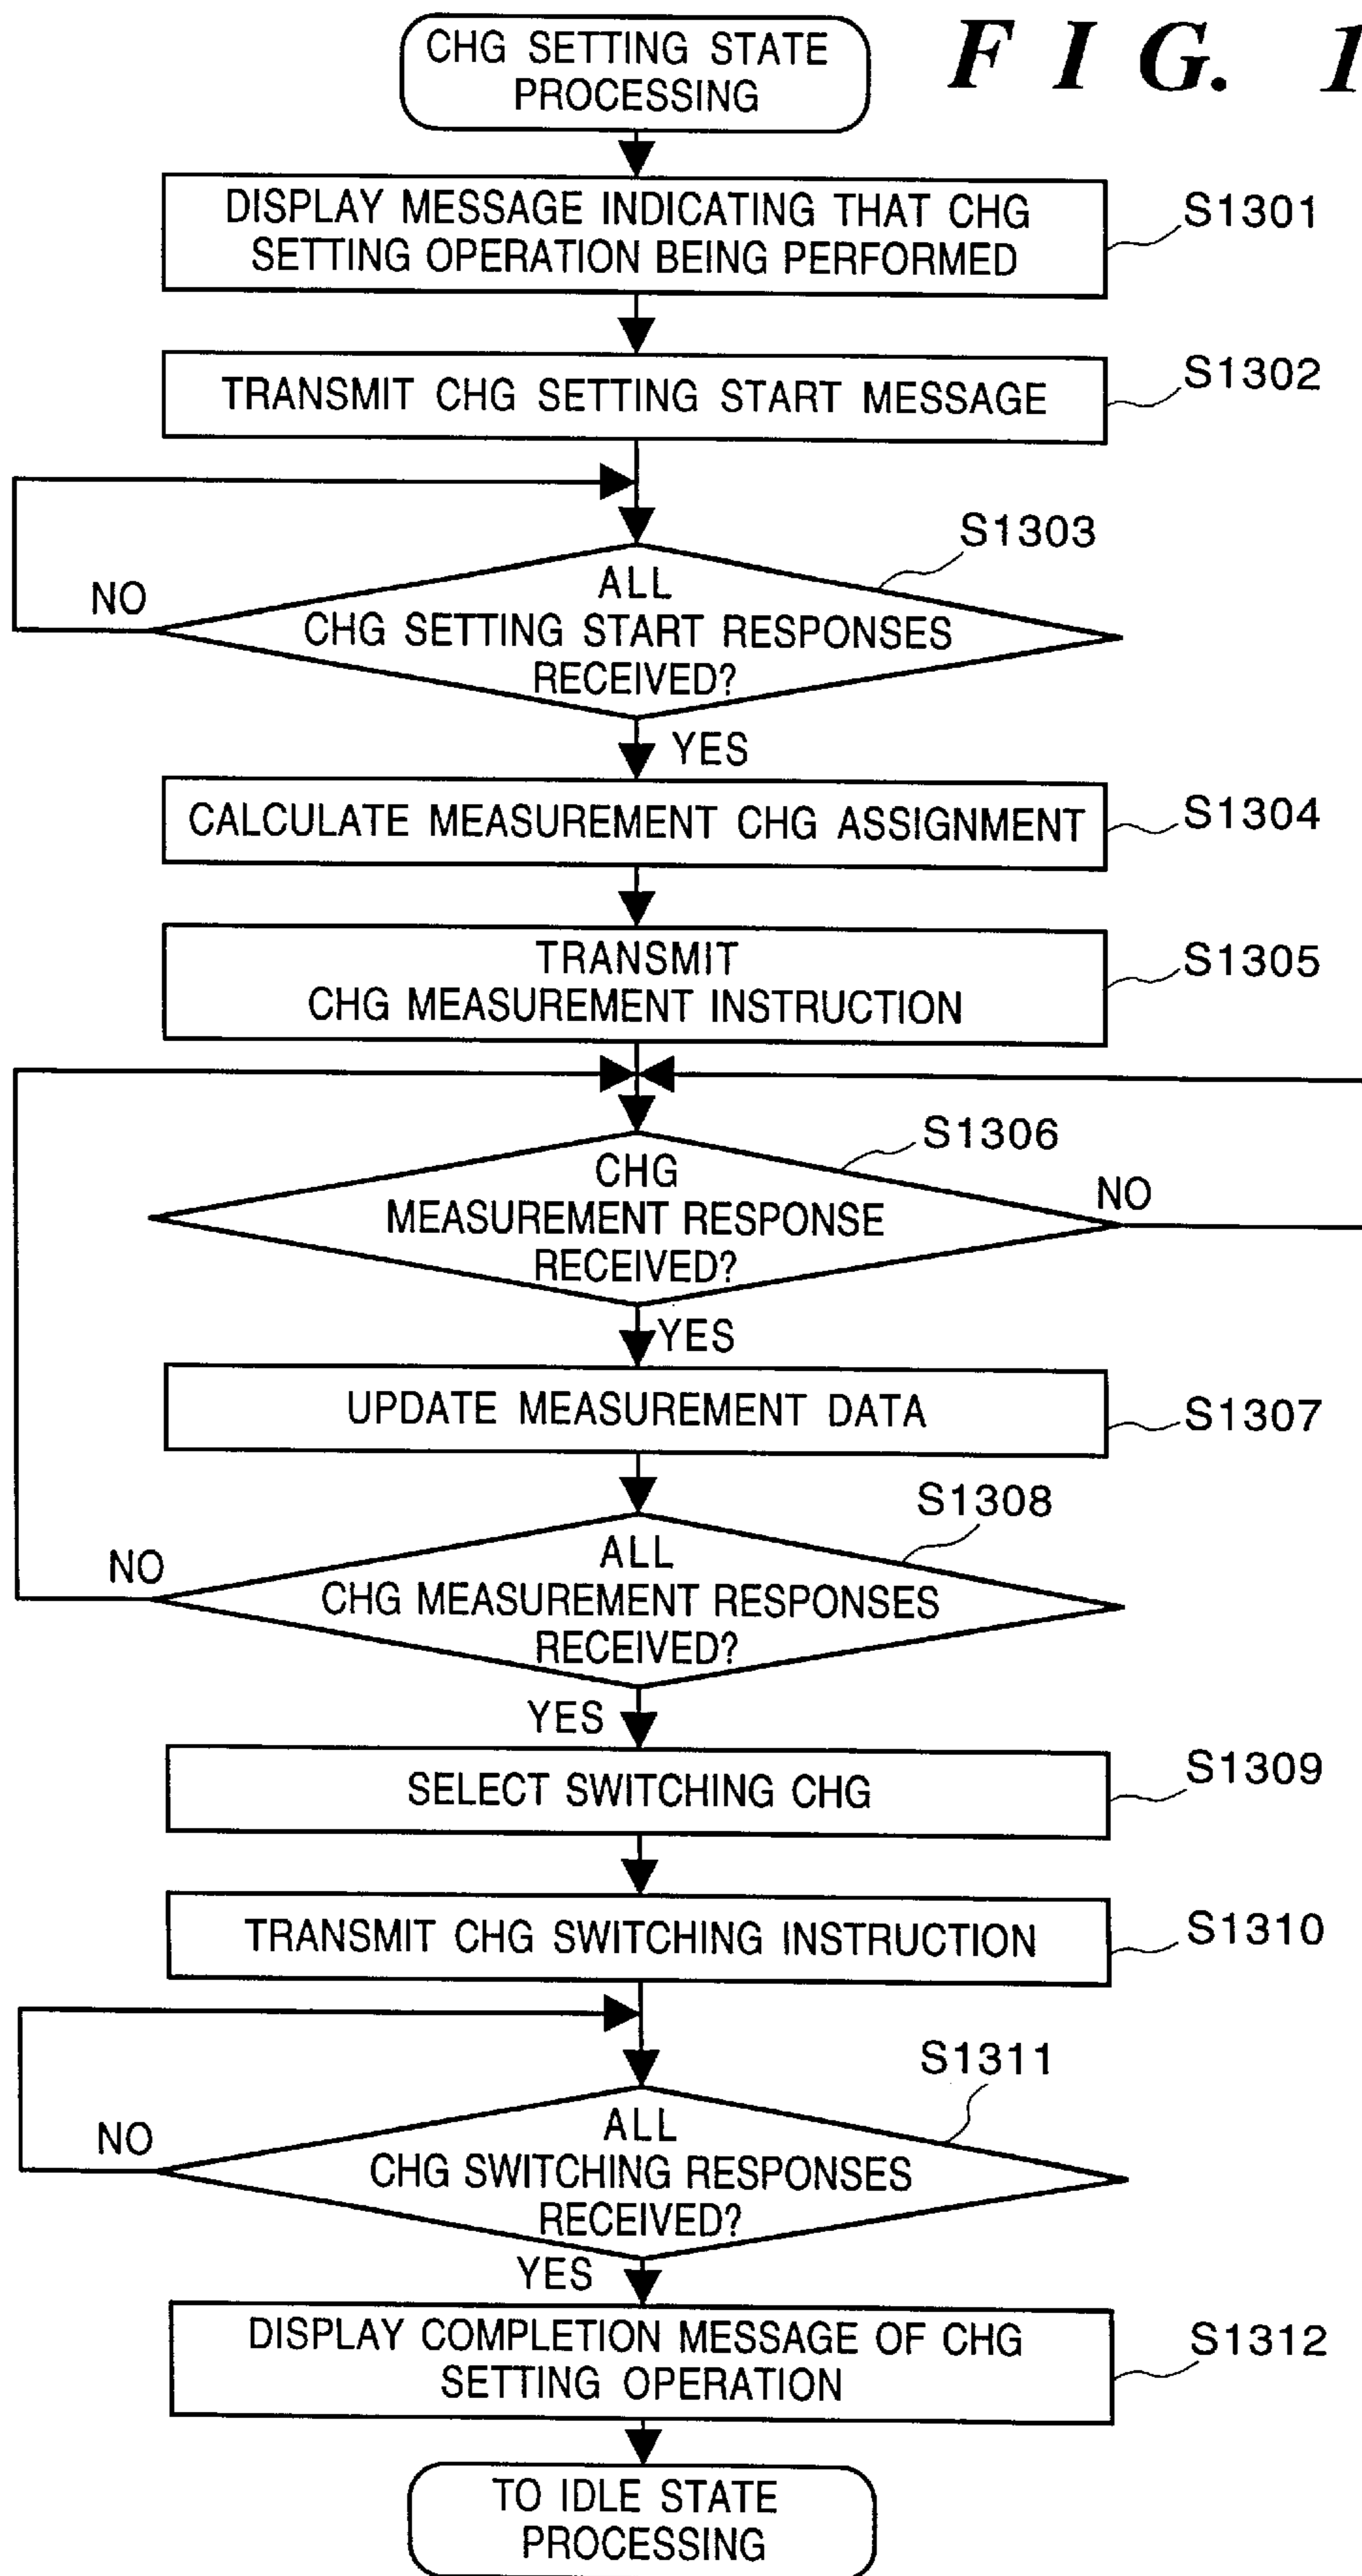 CHG SETTING STATE
PROCESSING
F I G. 1
DISPLAY MESSAGE INDICATING THAT CHG
SETTING OPERATION BEING PERFORMED
S1301
TRANSMIT CHG SETTING START MESSAGE
S1302
S1303
NO
ALL
CHG SETTING START RESPONSES
RECEIVED?
YES
CALCULATE MEASUREMENT CHG ASSIGNMENT
S1304
TRANSMIT
CHG MEASUREMENT INSTRUCTION
S1305
S1306
CHG
MEASUREMENT RESPONSE
RECEIVED?
NO
YES
UPDATE MEASUREMENT DATA
S1307
S1308
NO
ALL
CHG MEASUREMENT RESPONSES
RECEIVED?
YES
SELECT SWITCHING CHG
S1309
TRANSMIT CHG SWITCHING INSTRUCTION
S1310
S1311
NO
ALL
CHG SWITCHING RESPONSES
RECEIVED?
YES
DISPLAY COMPLETION MESSAGE OF CHG
SETTING OPERATION
S1312
TO IDLE STATE
PROCESSING